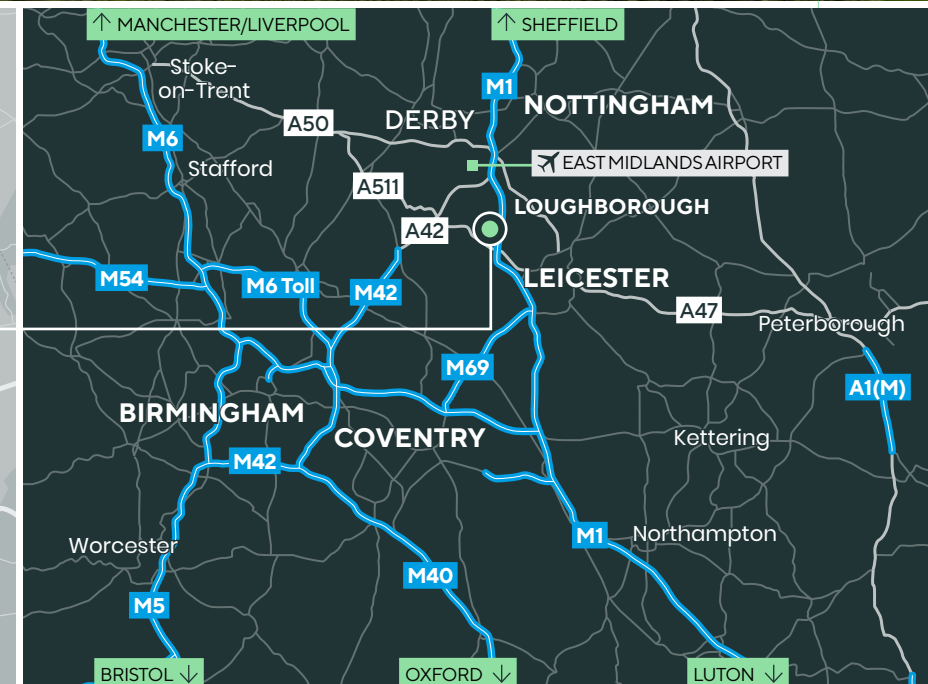 ↑ MANCHESTER/LIVERPOOL
↑ SHEFFIELD
Stoke-
on-Trent
M1
NOTTINGHAM
A50
DERBY
M6
EAST MIDLANDS AIRPORT
Stafford
A511
LOUGHBOROUGH
A42
M54
M6 Toll
M42
LEICESTER
A47
Peterborough
M69
A1(M)
BIRMINGHAM
COVENTRY
Kettering
M42
M1
Northampton
Worcester
M40
M5
BRISTOL ↓
OXFORD ↓
LUTON ↓